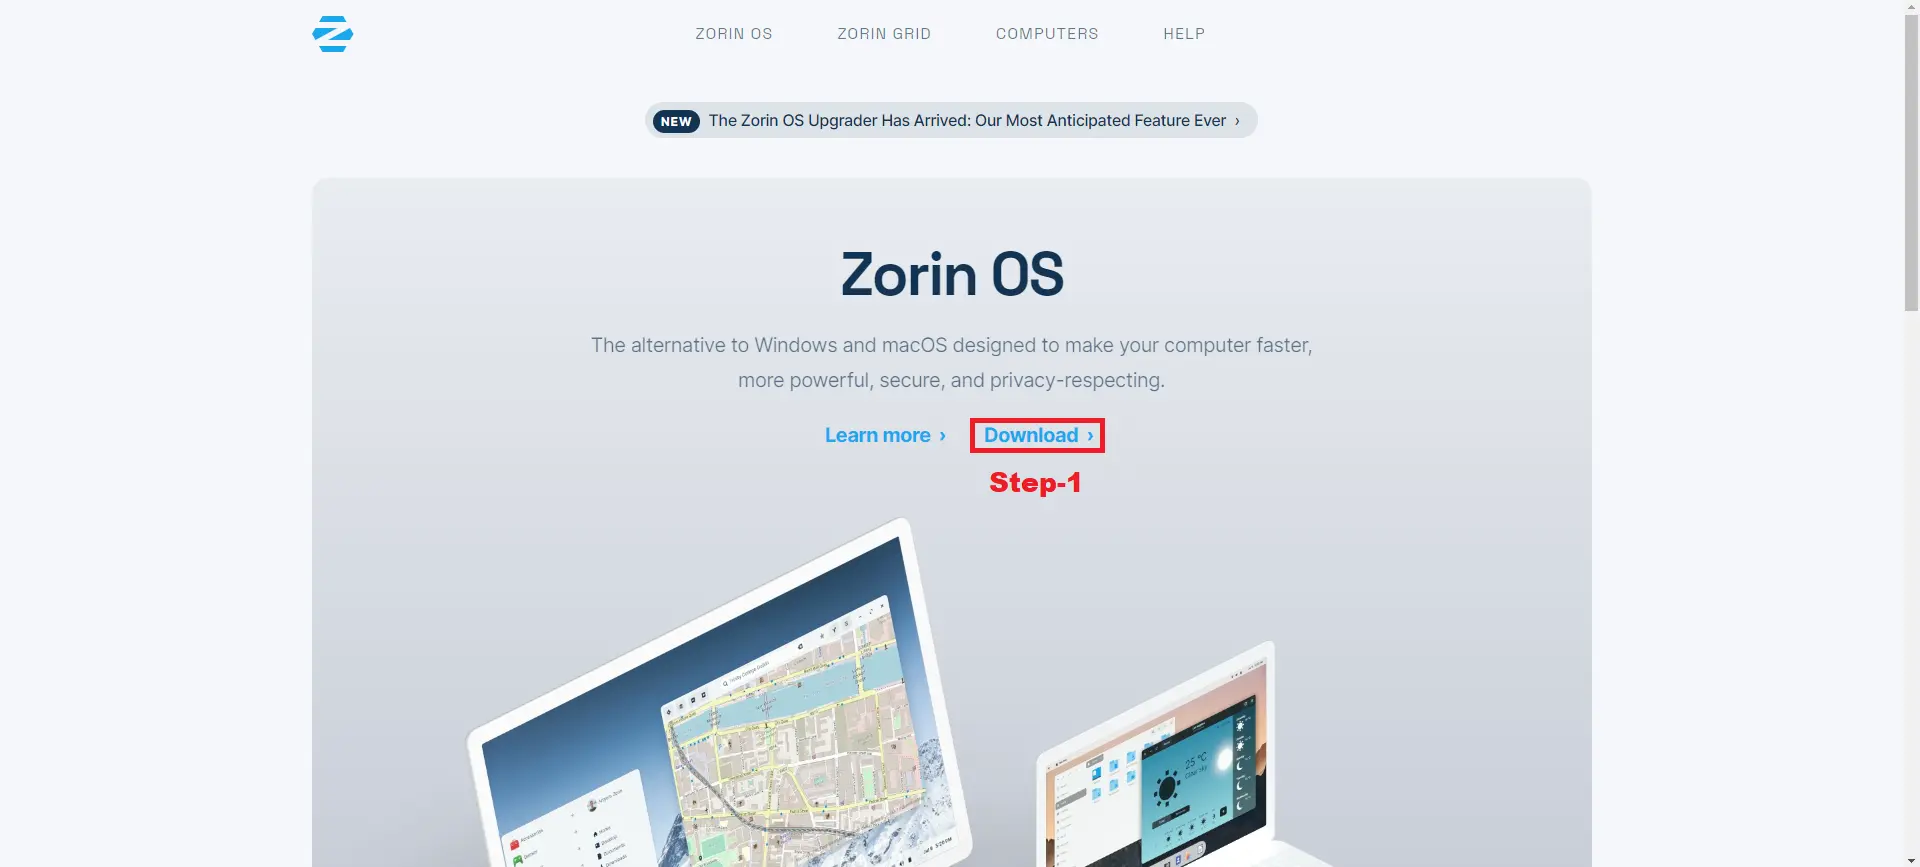 ZORIN OS
ZORIN GRID
COMPUTERS
HELP
NEW The Zorin OS Upgrader Has Arrived: Our Most Anticipated Feature Ever ›
Zorin OS
The alternative to Windows and macOS designed to make your computer faster,
more powerful, secure, and privacy-respecting.
Learn more ›
Download ›
Step-1
25 °C
Clear sky